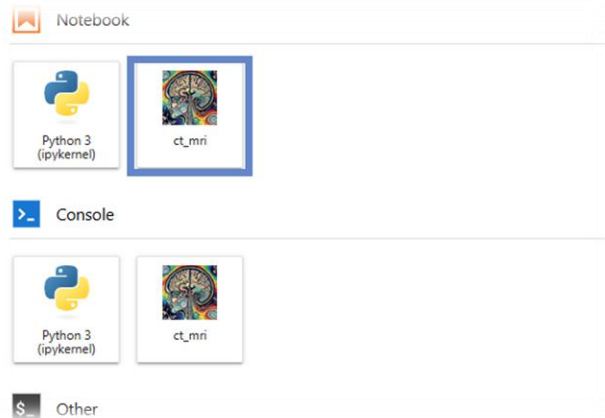 Notebook
Python 3
(ipykernel)
ct_mri
>_ Console
Python 3
(ipykernel)
ct_mri
$_ Other